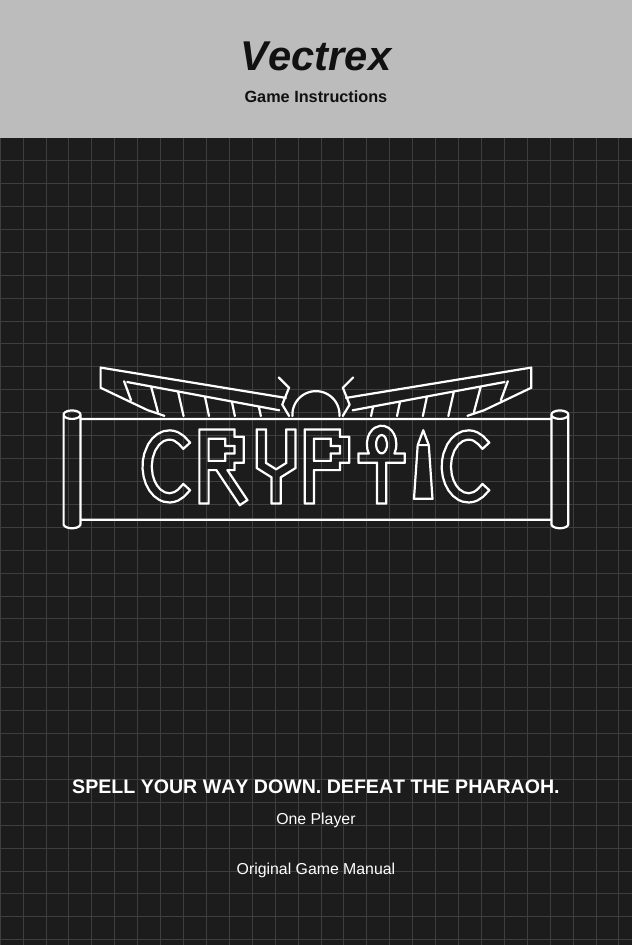 Vectrex
Game Instructions
CRYPTIC
SPELL YOUR WAY DOWN. DEFEAT THE PHARAOH.
One Player
Original Game Manual